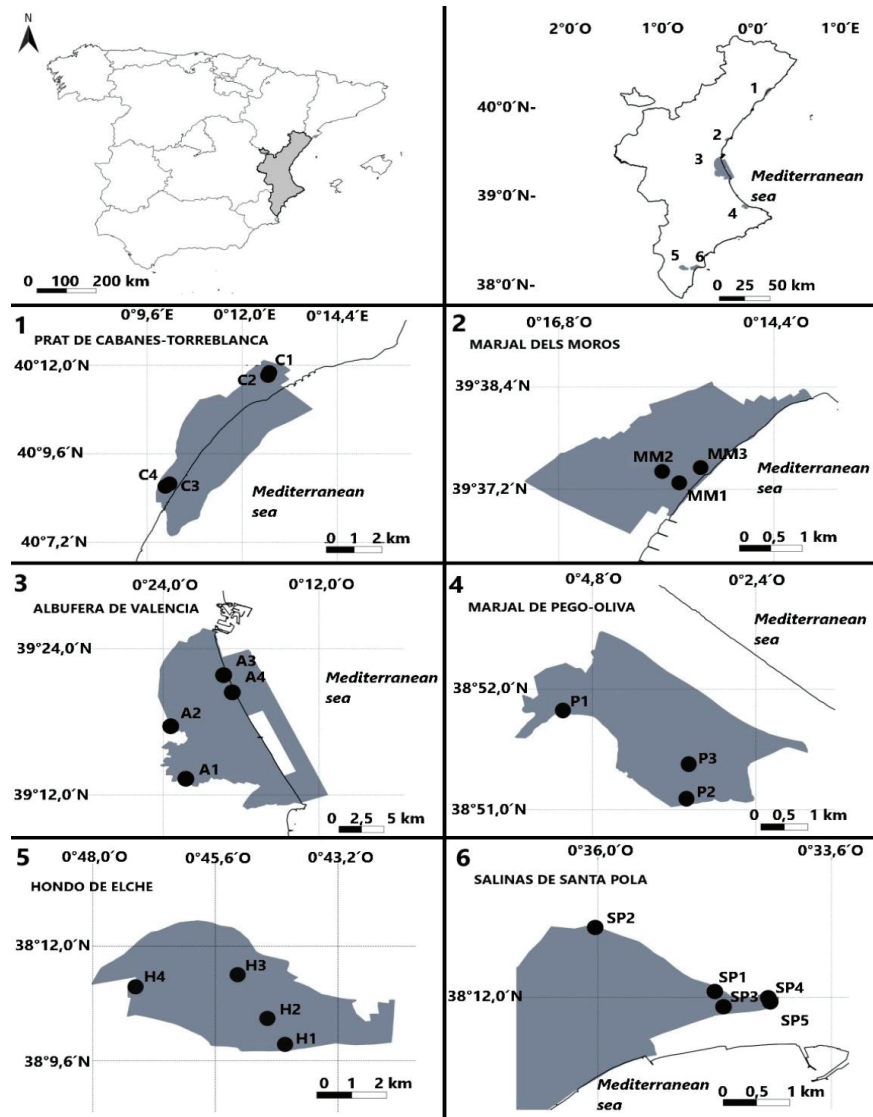 N
0 100 200 km
2°0´O 1°0´O 0°0´ 1°0´E
40°0´N-
39°0´N-
38°0´N-
1
2
3
4
5 6
Mediterranean
sea
0 25 50 km
1
PRAT DE CABANES-TORREBLANCA
0°9,6´E 0°12,0´E 0°14,4´E
40°12,0´N
40°9,6´N
40°7,2´N
C1
C2
C4
C3
Mediterranean
sea
0 1 2 km
2
MARJAL DELS MOROS
0°16,8´O 0°14,4´O
39°38,4´N
39°37,2´N
MM2
MM3
MM1
Mediterranean
sea
0 0,5 1 km
3
ALBUFERA DE VALENCIA
0°24,0´O 0°12,0´O
39°24,0´N
39°12,0´N
A3
A4
A2
A1
Mediterranean
sea
0 2,5 5 km
4
MARJAL DE PEGO-OLIVA
0°4,8´O 0°2,4´O
38°52,0´N
38°51,0´N
P1
P3
P2
Mediterranean
sea
0 0,5 1 km
5
HONDO DE ELCHE
0°48,0´O 0°45,6´O 0°43,2´O
38°12,0´N
38°9,6´N
H4
H3
H2
H1
0 1 2 km
6
SALINAS DE SANTA POLA
0°36,0´O 0°33,6´O
38°12,0´N
SP2
SP1
SP4
SP3
SP5
Mediterranean
sea
0 0,5 1 km